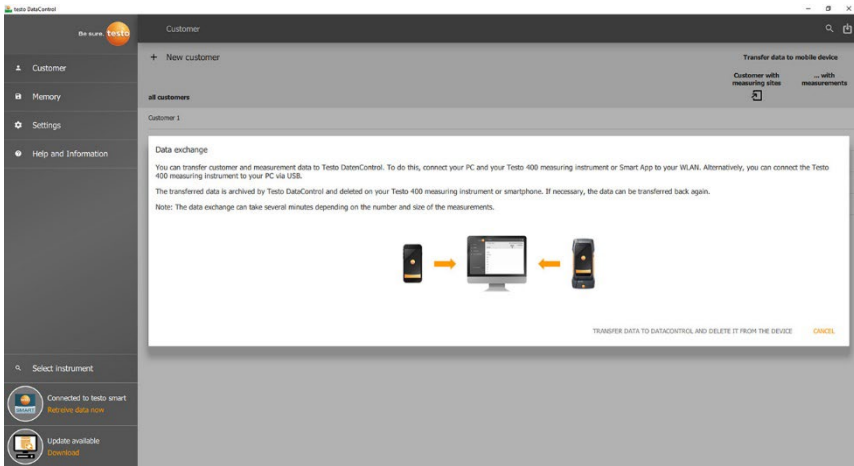 testo DataControl
Be sure. testo
Customer
Customer
Memory
Settings
Help and Information
+ New customer
Transfer data to mobile device
Customer with
measuring sites
... with
measurements
all customers
Customer 1
Data exchange
You can transfer customer and measurement data to Testo DatenControl. To do this, connect your PC and your Testo 400 measuring instrument or Smart App to your WLAN. Alternatively, you can connect the Testo
400 measuring instrument to your PC via USB.
The transferred data is archived by Testo DataControl and deleted on your Testo 400 measuring instrument or smartphone. If necessary, the data can be transferred back again.
Note: The data exchange can take several minutes depending on the number and size of the measurements.
TRANSFER DATA TO DATACONTROL AND DELETE IT FROM THE DEVICE
CANCEL
Select instrument
SMART
Connected to testo smart
Retreive data now
Update available
Download